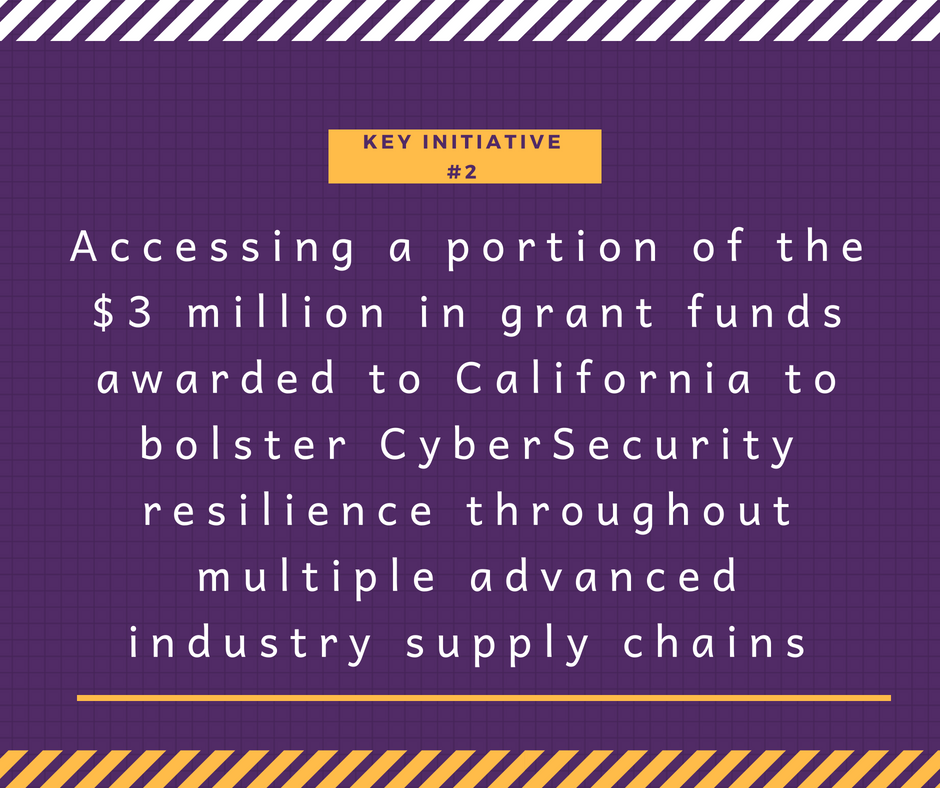 KEY INITIATIVE
#2
Accessing a portion of the
$3 million in grant funds
awarded to California to
bolster CyberSecurity
resilience throughout
multiple advanced
industry supply chains